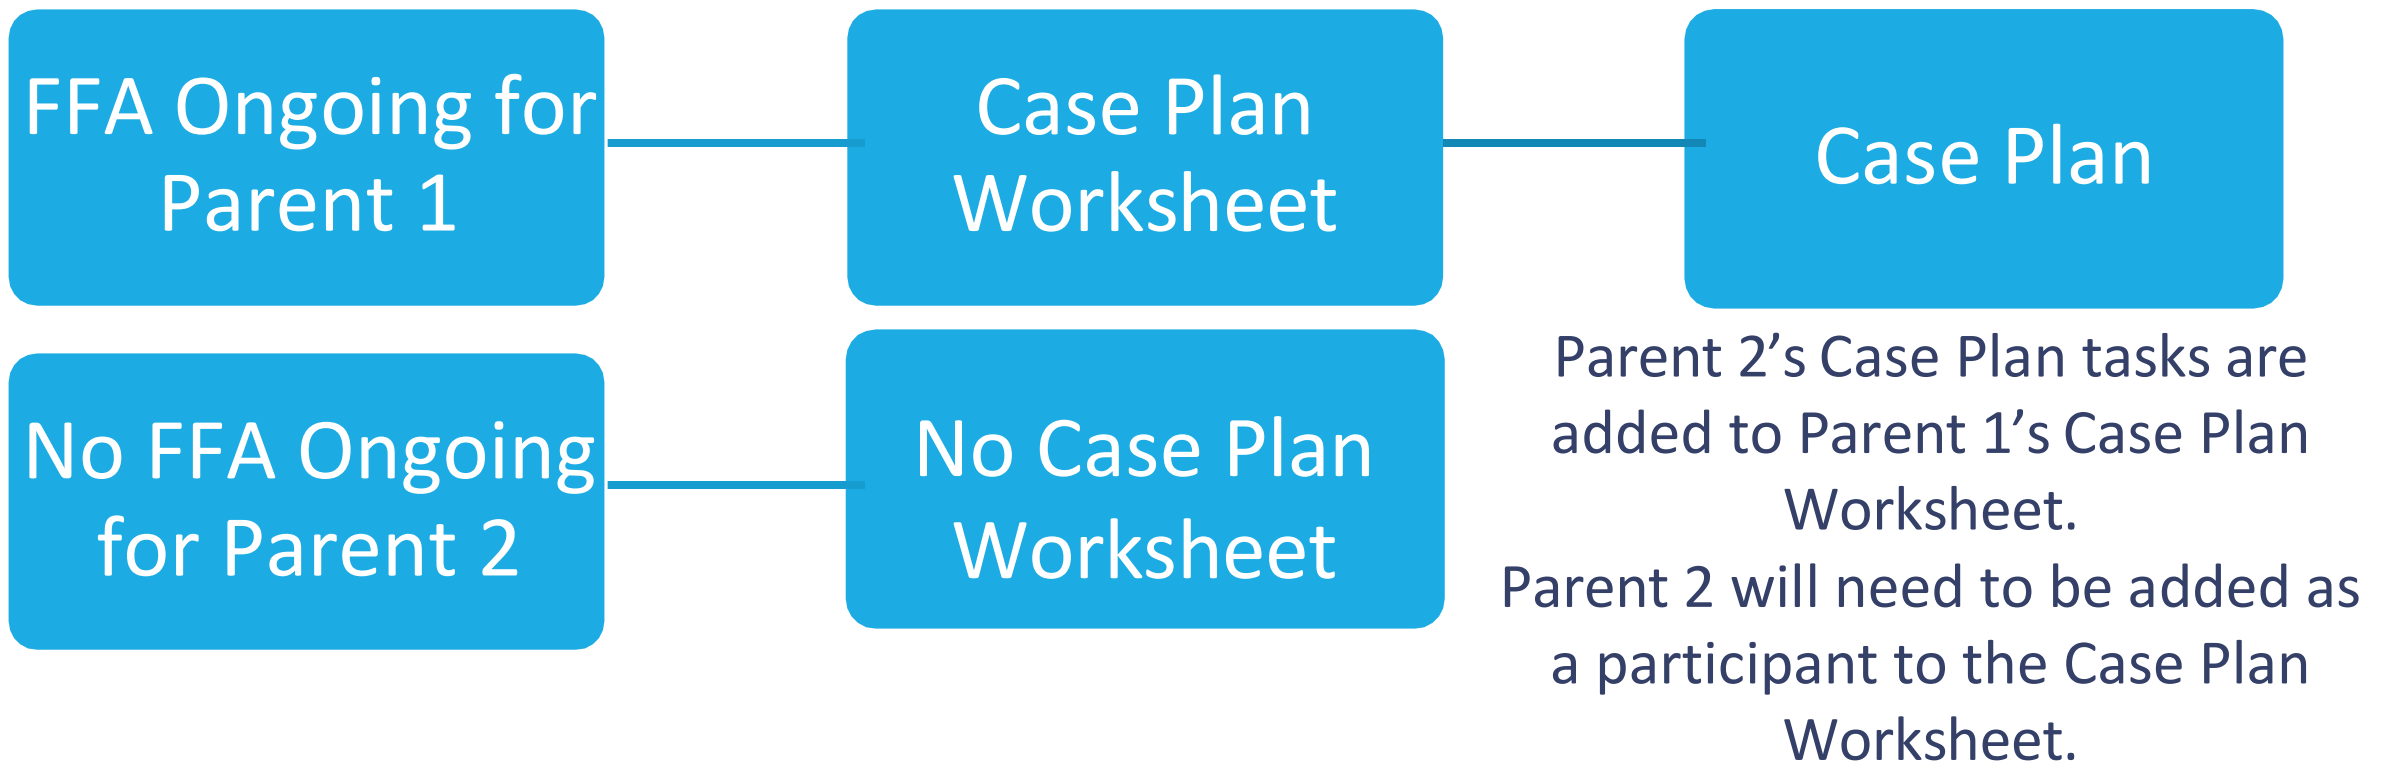 FFA Ongoing for
Parent 1
Case Plan
Worksheet
Case Plan
No FFA Ongoing
for Parent 2
No Case Plan
Worksheet
Parent 2’s Case Plan tasks are
added to Parent 1’s Case Plan
Worksheet.
Parent 2 will need to be added as
a participant to the Case Plan
Worksheet.